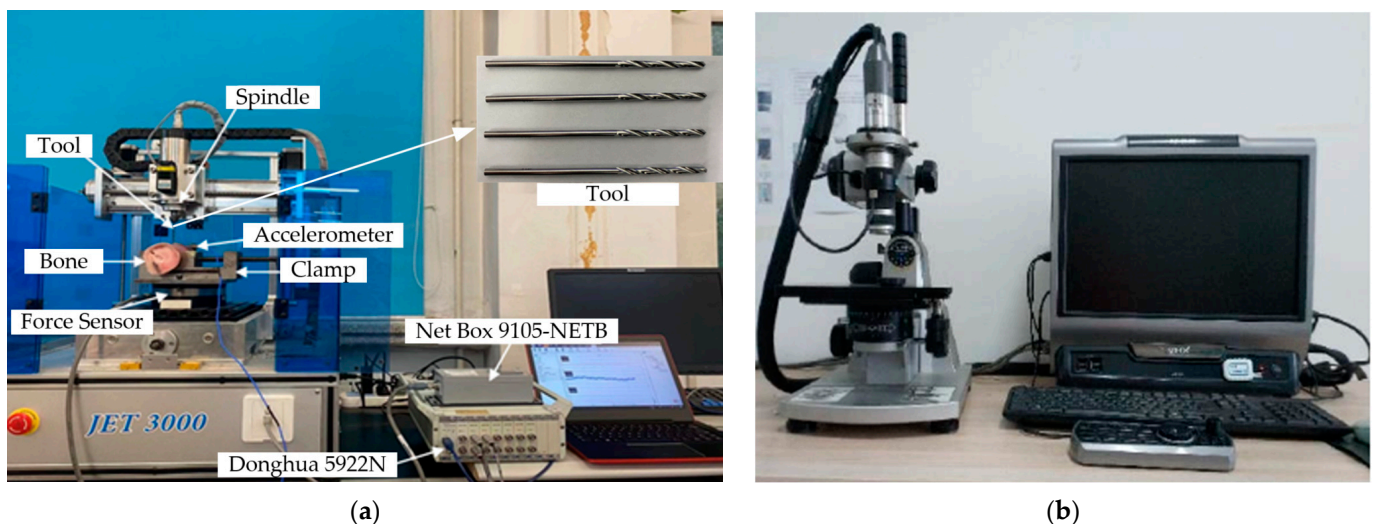 Spindle
Tool
Tool
Accelerometer
Bone
Clamp
Force Sensor
Net Box 9105-NETB
JET 3000
Donghua 5922N
(a)
(b)